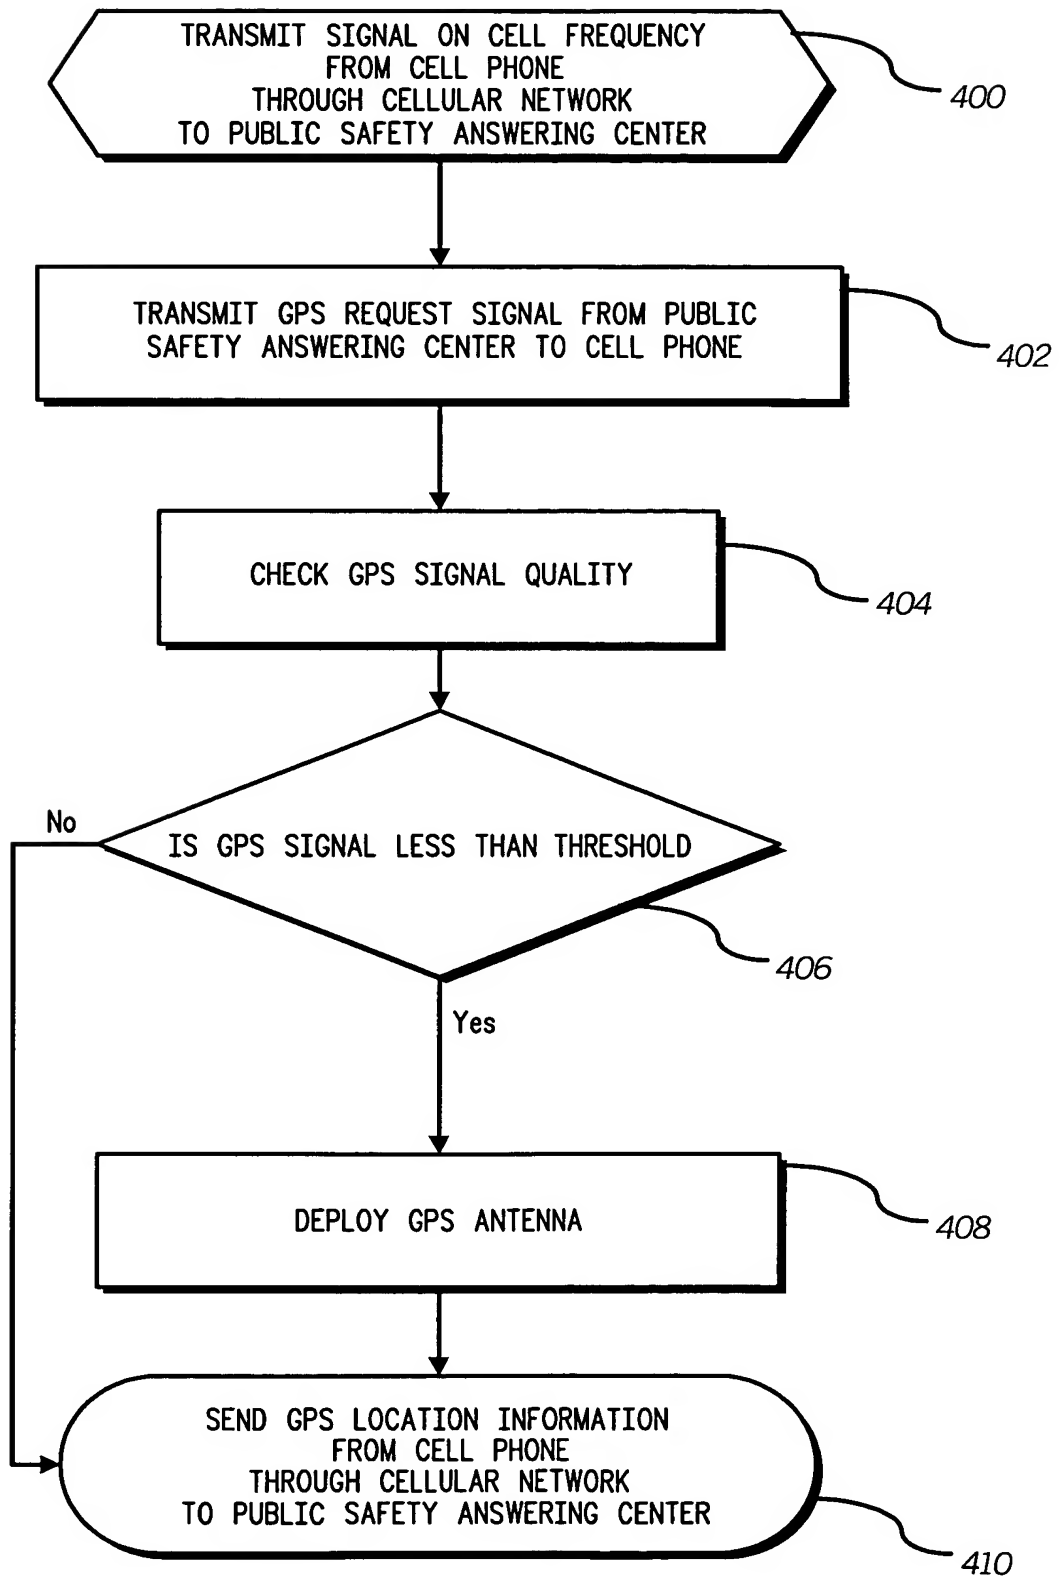 TRANSMIT SIGNAL ON CELL FREQUENCY
FROM CELL PHONE
THROUGH CELLULAR NETWORK
TO PUBLIC SAFETY ANSWERING CENTER
400
TRANSMIT GPS REQUEST SIGNAL FROM PUBLIC
SAFETY ANSWERING CENTER TO CELL PHONE
402
CHECK GPS SIGNAL QUALITY
404
No
IS GPS SIGNAL LESS THAN THRESHOLD
406
Yes
DEPLOY GPS ANTENNA
408
SEND GPS LOCATION INFORMATION
FROM CELL PHONE
THROUGH CELLULAR NETWORK
TO PUBLIC SAFETY ANSWERING CENTER
410